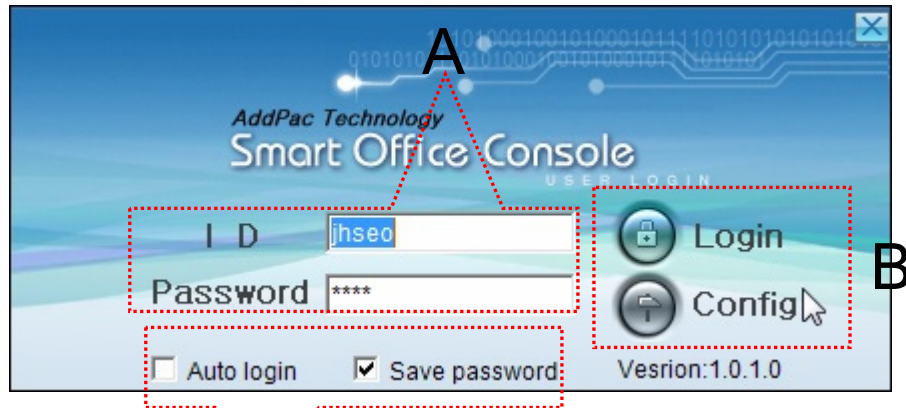 A
AddPac Technology
Smart Office Console
USER LOGIN
ID jhseo Login
B
Password **** Config
Auto login Save password Vesrion:1.0.1.0